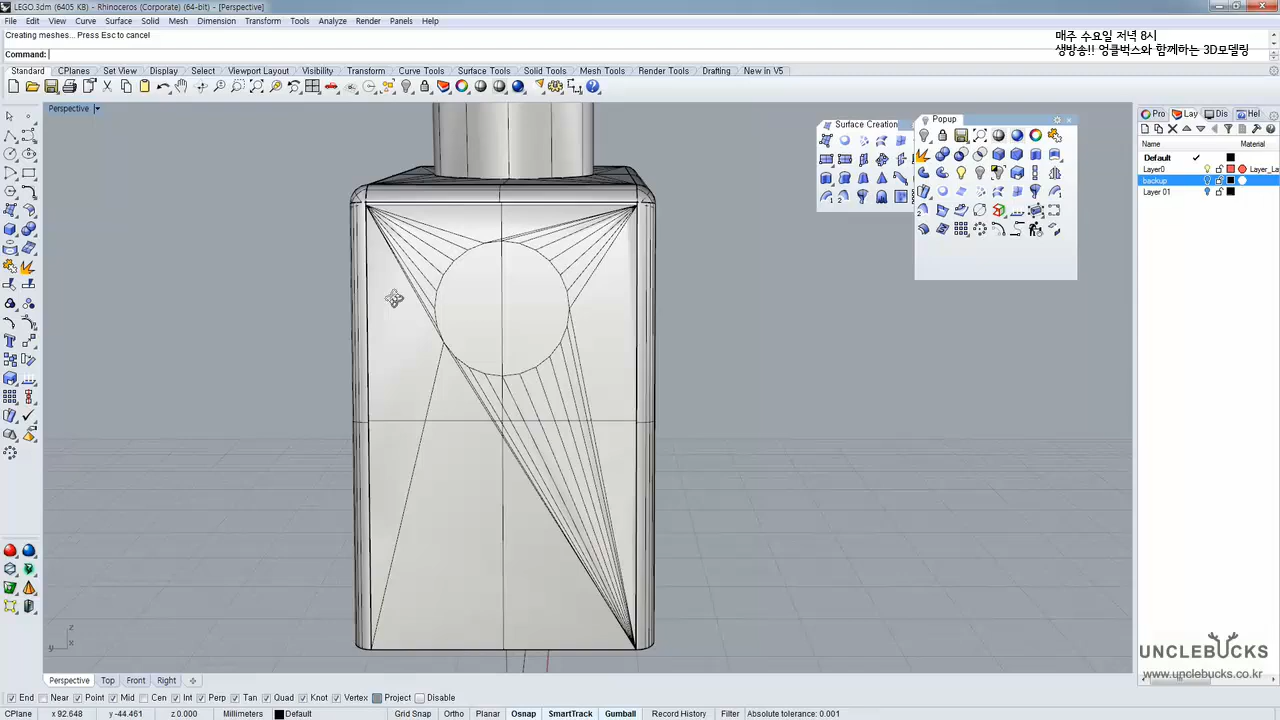 LEGO.3dm (6405 KB) - Rhinoceros (Corporate) (64-bit) - [Perspective]
File Edit View Curve Surface Solid Mesh Dimension Transform Tools Analyze Render Panels Help
Creating meshes... Press Esc to cancel
매주 수요일 저녁 8시
Command:
생방송!! 엉클벅스와 함께하는 3D모델링
Standard CPlanes Set View Display Select Viewport Layout Visibility Transform Curve Tools Surface Tools Solid Tools Mesh Tools Render Tools Drafting New in V5
Perspective
Surface Creation
Popup
Pro Lay Dis Hel
Name Material
Default
Layer0 Layer_La
backup
Layer 01
z
y x
UNCLEBUCKS
www.unclebucks.co.kr
Perspective Top Front Right
End Near Point Mid Cen Int Perp Tan Quad Knot Vertex Project Disable
CPlane x 92.648 y -44.461 z 0.000 Millimeters Default Grid Snap Ortho Planar Osnap SmartTrack Gumball Record History Filter Absolute tolerance: 0.001